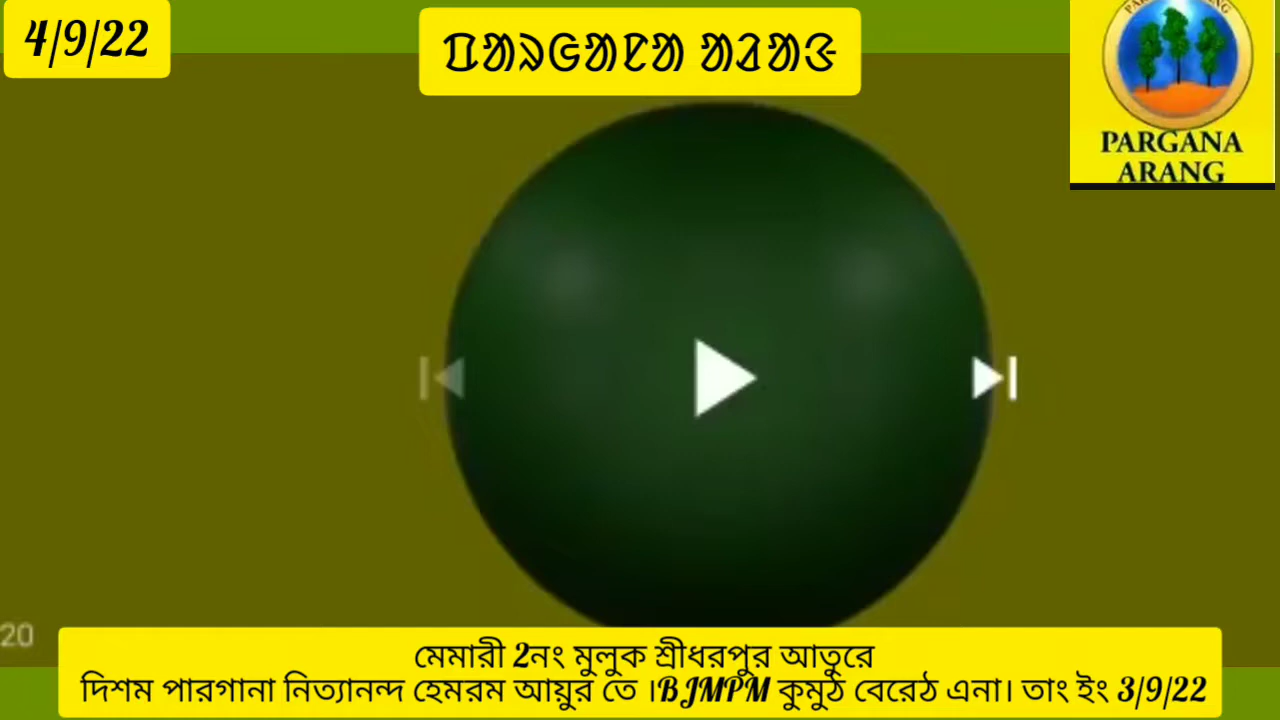 4/9/22
ᱯᱟᱨᱜᱟᱱᱟ ᱟᱲᱟᱝ
PARGANA
ARANG
20
মেমারী 2নং মুলুক শ্রীধরপুর আতুরে
দিশম পারগানা নিত্যানন্দ হেমরম আয়ুর তে ।BJMPM কুমুঠ বেরেঠ এনা। তাং ইং 3/9/22